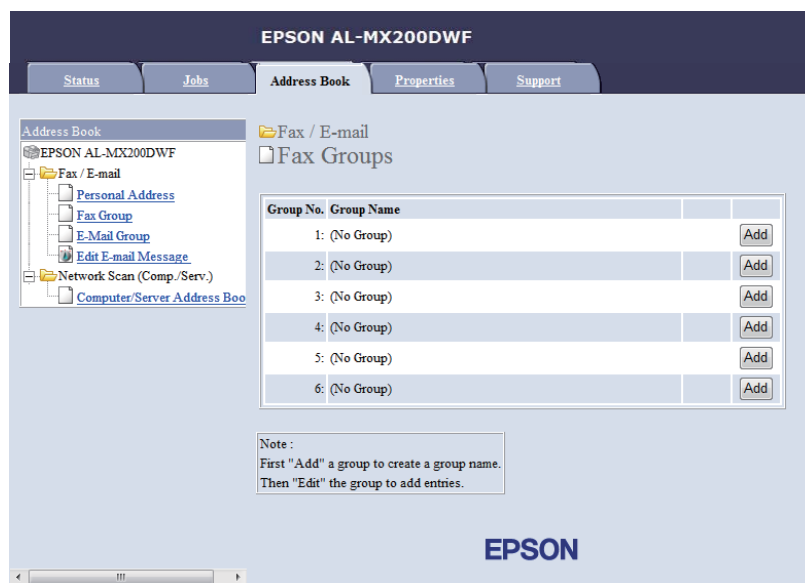 EPSON AL-MX200DWF
Status Jobs Address Book Properties Support
Address Book
EPSON AL-MX200DWF
Fax / E-mail
Personal Address
Fax Group
E-Mail Group
Edit E-mail Message
Network Scan (Comp./Serv.)
Computer/Server Address Boo
Fax / E-mail
Fax Groups
Group No. Group Name
1: (No Group) Add
2: (No Group) Add
3: (No Group) Add
4: (No Group) Add
5: (No Group) Add
6: (No Group) Add
Note :
First "Add" a group to create a group name.
Then "Edit" the group to add entries.
EPSON